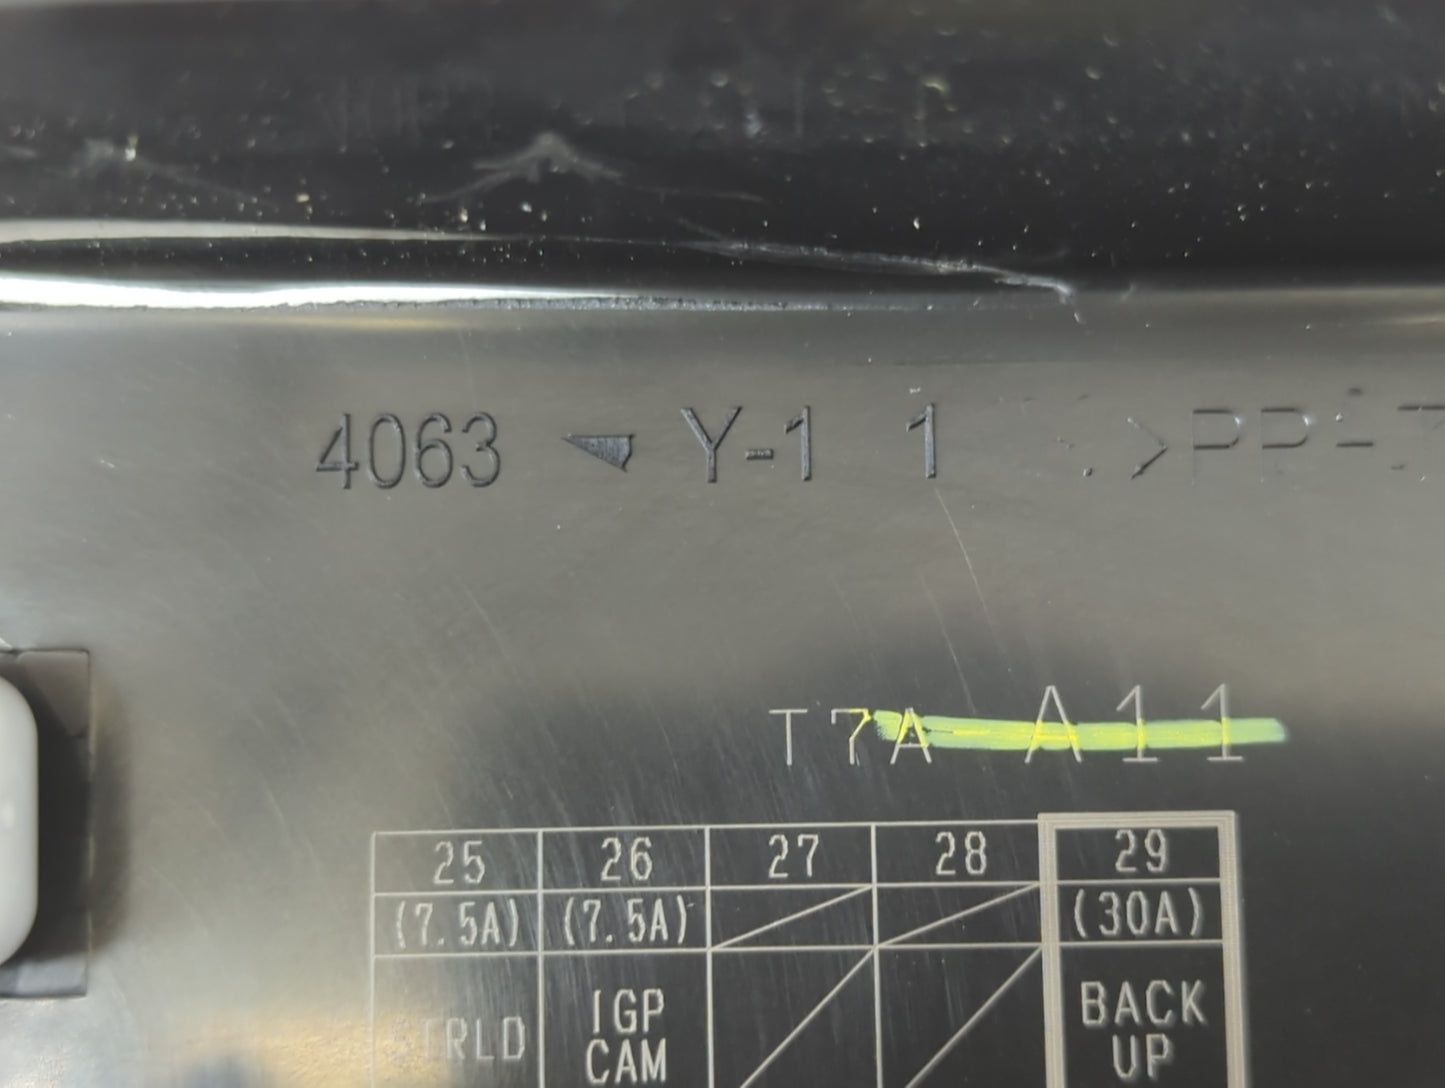 4063 Y-1 1 >PP-T
T7A A11
25 26 27 28 29
(7.5A) (7.5A) (30A)
IGP BACK
CAM UP